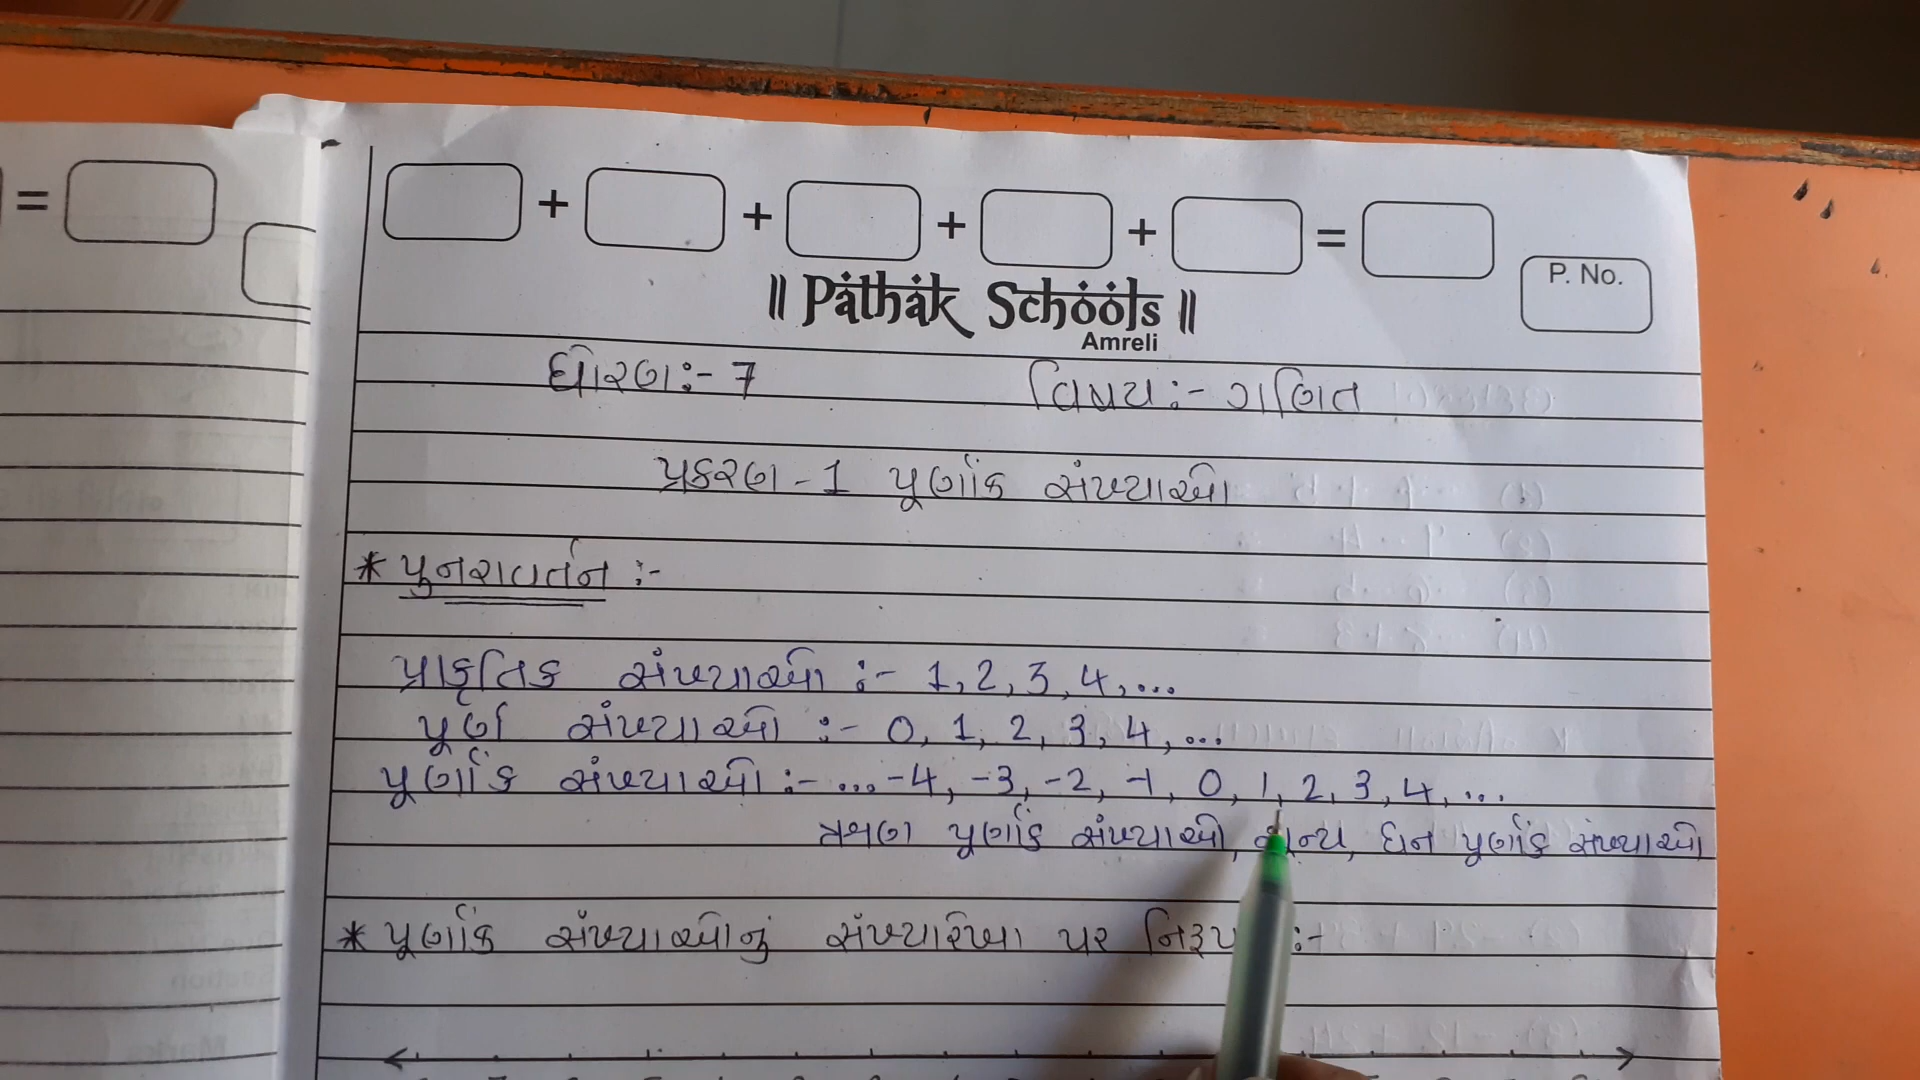 = 
+ + + + =
P. No.
|| Pathak Schools ||
Amreli
ધોરણ:- 7 વિષય:- ગણિત
પ્રકરણ - 1 પૂર્ણાંક સંખ્યાઓ
* પુનરાવર્તન :-
પ્રાકૃતિક સંખ્યાઓ :- 1, 2, 3, 4, ...
પૂર્ણ સંખ્યાઓ :- 0, 1, 2, 3, 4, ...
પૂર્ણાંક સંખ્યાઓ :- ... -4, -3, -2, -1, 0, 1, 2, 3, 4, ...
ઋણ પૂર્ણાંક સંખ્યાઓ, શૂન્ય, ધન પૂર્ણાંક સંખ્યાઓ
* પૂર્ણાંક સંખ્યાઓનું સંખ્યારેખા પર :-